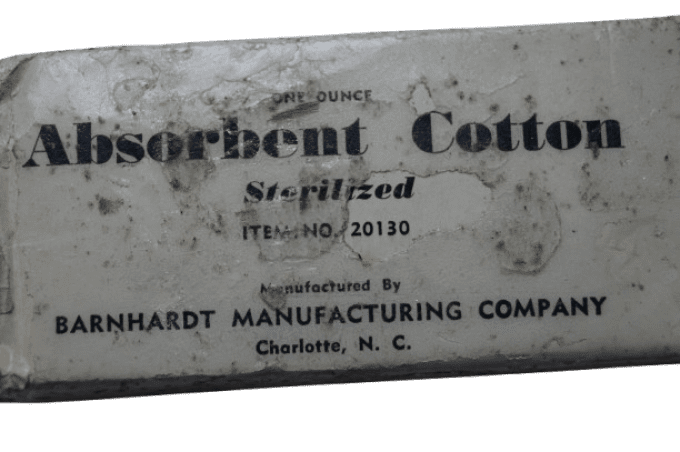 ONE OUNCE
Absorbent Cotton
Sterilized
ITEM NO. 20130
Manufactured By
BARNHARDT MANUFACTURING COMPANY
Charlotte, N. C.